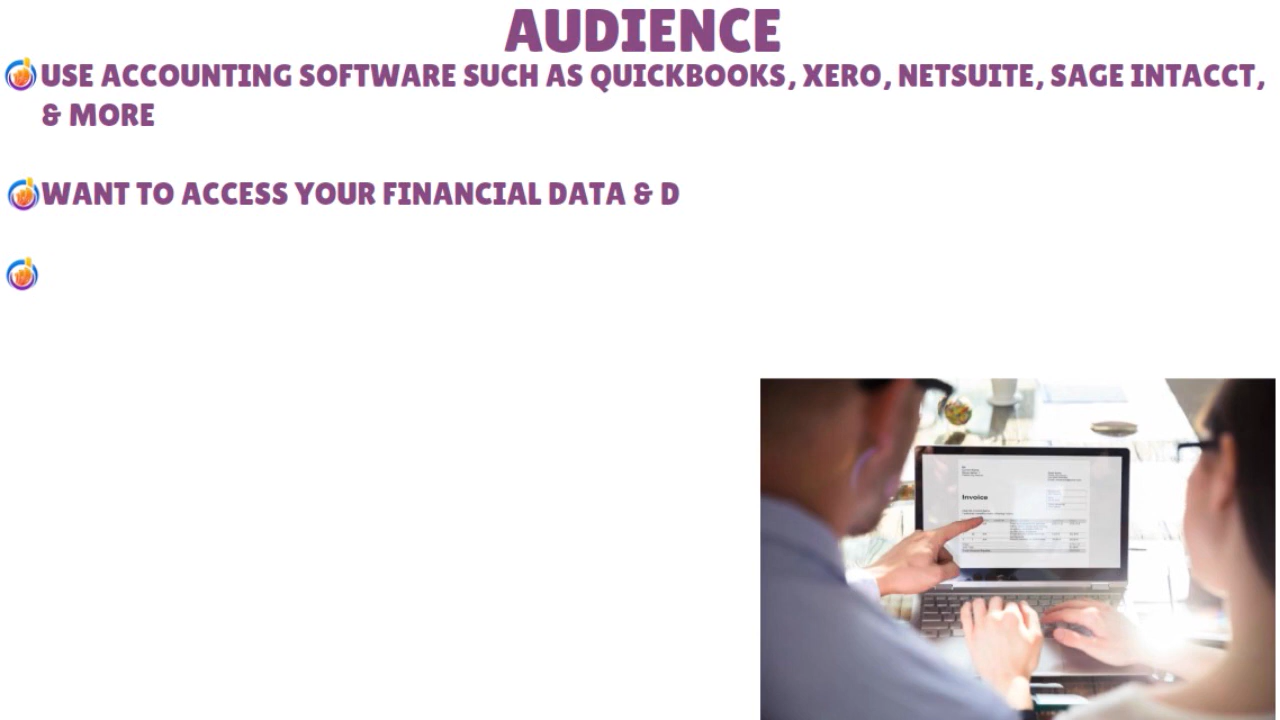 AUDIENCE
USE ACCOUNTING SOFTWARE SUCH AS QUICKBOOKS, XERO, NETSUITE, SAGE INTACCT,
& MORE
WANT TO ACCESS YOUR FINANCIAL DATA & D
Invoice